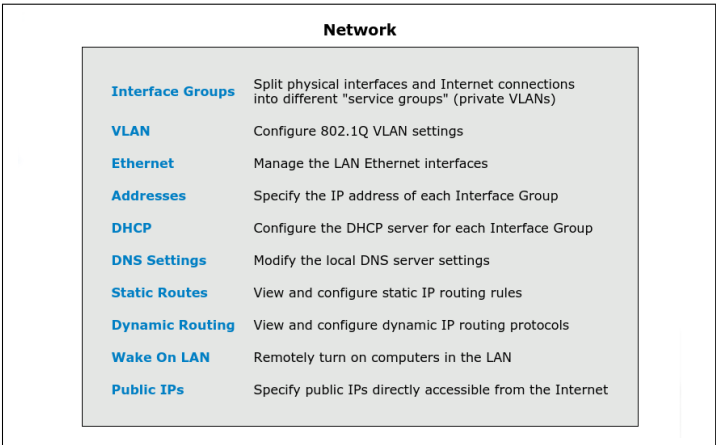 Network
Interface Groups Split physical interfaces and Internet connections
into different "service groups" (private VLANs)
VLAN Configure 802.1Q VLAN settings
Ethernet Manage the LAN Ethernet interfaces
Addresses Specify the IP address of each Interface Group
DHCP Configure the DHCP server for each Interface Group
DNS Settings Modify the local DNS server settings
Static Routes View and configure static IP routing rules
Dynamic Routing View and configure dynamic IP routing protocols
Wake On LAN Remotely turn on computers in the LAN
Public IPs Specify public IPs directly accessible from the Internet